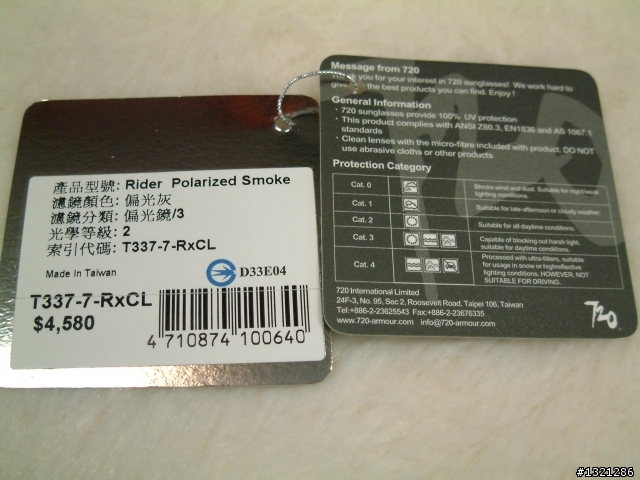 產品型號: Rider Polarized Smoke
濾鏡顏色: 偏光灰
濾鏡分類: 偏光鏡/3
光學等級: 2
索引代碼: T337-7-RxCL
Made in Taiwan
D33E04
T337-7-RxCL
$4,580
4 710874 100640
Message from 720
you for your interest in 720 sunglasses! We work hard to
the best products you can find. Enjoy !
General Information
· 720 sunglasses provide 100% UV protection
· This product complies with ANSI Z80.3, EN1836 and AS 1067.1
standards
· Clean lenses with the micro-fibre included with product. DO NOT
use abrasive cloths or other products
Protection Category
Cat. 0
Blocks wind and dust. Suitable for night/weak
lighting conditions.
Cat. 1
Suitable for late-afternoon or cloudy weather.
Cat. 2
Suitable for all daytime conditions.
Cat. 3
Capable of blocking out harsh light,
suitable for daytime conditions.
Cat. 4
Processed with ultra-filters, suitable
for usage in snow or highreflective
lighting conditions, HOWEVER, NOT
SUITABLE FOR DRIVING.
720 International Limited
24F-3, No. 95, Sec 2, Roosevelt Road, Taipei 106, Taiwan
Tel:+886-2-23625543 Fax:+886-2-23676335
www.720-armour.com info@720-armour.com
720
#1321286